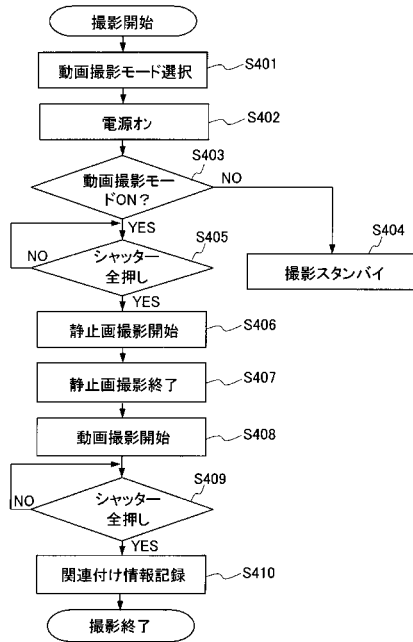 撮影開始
動画撮影モード選択
S401
電源オン
S402
S403
動画撮影モー
ドON?
NO
YES
S404
撮影スタンバイ
S405
シャッター
全押し
NO
YES
静止画撮影開始
S406
静止画撮影終了
S407
動画撮影開始
S408
S409
シャッター
全押し
NO
YES
関連付け情報記録
S410
撮影終了